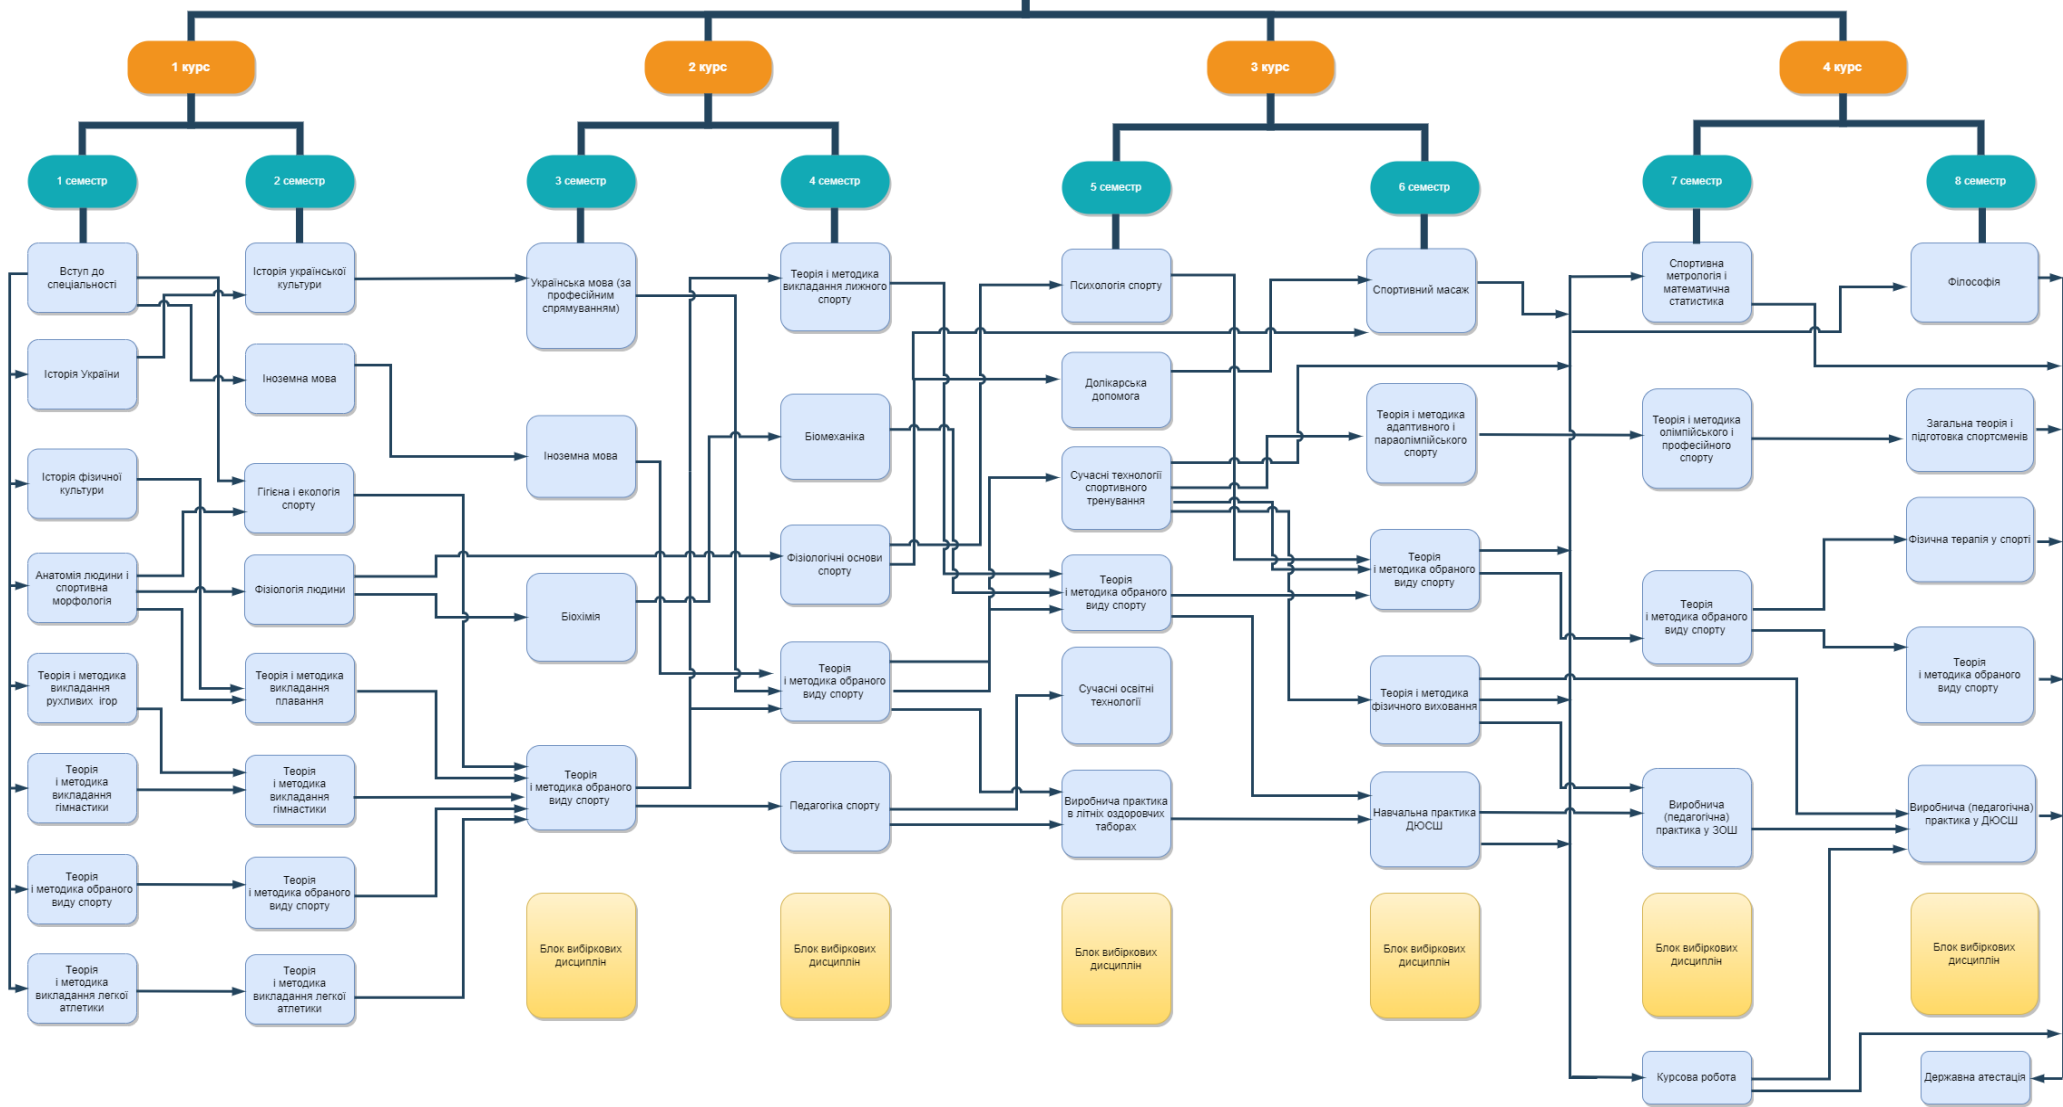 1 курс
2 курс
3 курс
4 курс
1 семестр
2 семестр
3 семестр
4 семестр
5 семестр
6 семестр
7 семестр
8 семестр
Вступ до
спеціальності
Історія України
Історія фізичної
культури
Анатомія людини і
спортивна
морфологія
Теорія і методика
викладання
рухливих ігор
Теорія
і методика
викладання
гімнастики
Теорія
і методика обраного
виду спорту
Теорія
і методика
викладання легкої
атлетики
Історія української
культури
Іноземна мова
Гігієна і екологія
спорту
Фізіологія людини
Теорія і методика
викладання
плавання
Теорія
і методика
викладання
гімнастики
Теорія
і методика обраного
виду спорту
Теорія
і методика
викладання легкої
атлетики
Українська мова (за
професійним
спрямуванням)
Іноземна мова
Біохімія
Теорія
і методика обраного
виду спорту
Блок вибіркових
дисциплін
Теорія і методика
викладання лижного
спорту
Біомеханіка
Фізіологічні основи
спорту
Теорія
і методика обраного
виду спорту
Педагогіка спорту
Блок вибіркових
дисциплін
Психологія спорту
Долікарська
допомога
Сучасні технології
спортивного
тренування
Теорія
і методика обраного
виду спорту
Сучасні освітні
технології
Виробнича практика
в літніх оздоровчих
таборах
Блок вибіркових
дисциплін
Спортивний масаж
Теорія і методика
адаптивного і
параолімпійського
спорту
Теорія
і методика обраного
виду спорту
Теорія і методика
фізичного виховання
Навчальна практика
ДЮСШ
Блок вибіркових
дисциплін
Спортивна
метрологія і
математична
статистика
Теорія і методика
олімпійського і
професійного
спорту
Теорія
і методика обраного
виду спорту
Виробнича
(педагогічна)
практика у ЗОШ
Блок вибіркових
дисциплін
Курсова робота
Філософія
Загальна теорія і
підготовка спортсменів
Фізична терапія у спорті
Теорія
і методика обраного
виду спорту
Виробнича (педагогічна)
практика у ДЮСШ
Блок вибіркових
дисциплін
Державна атестація